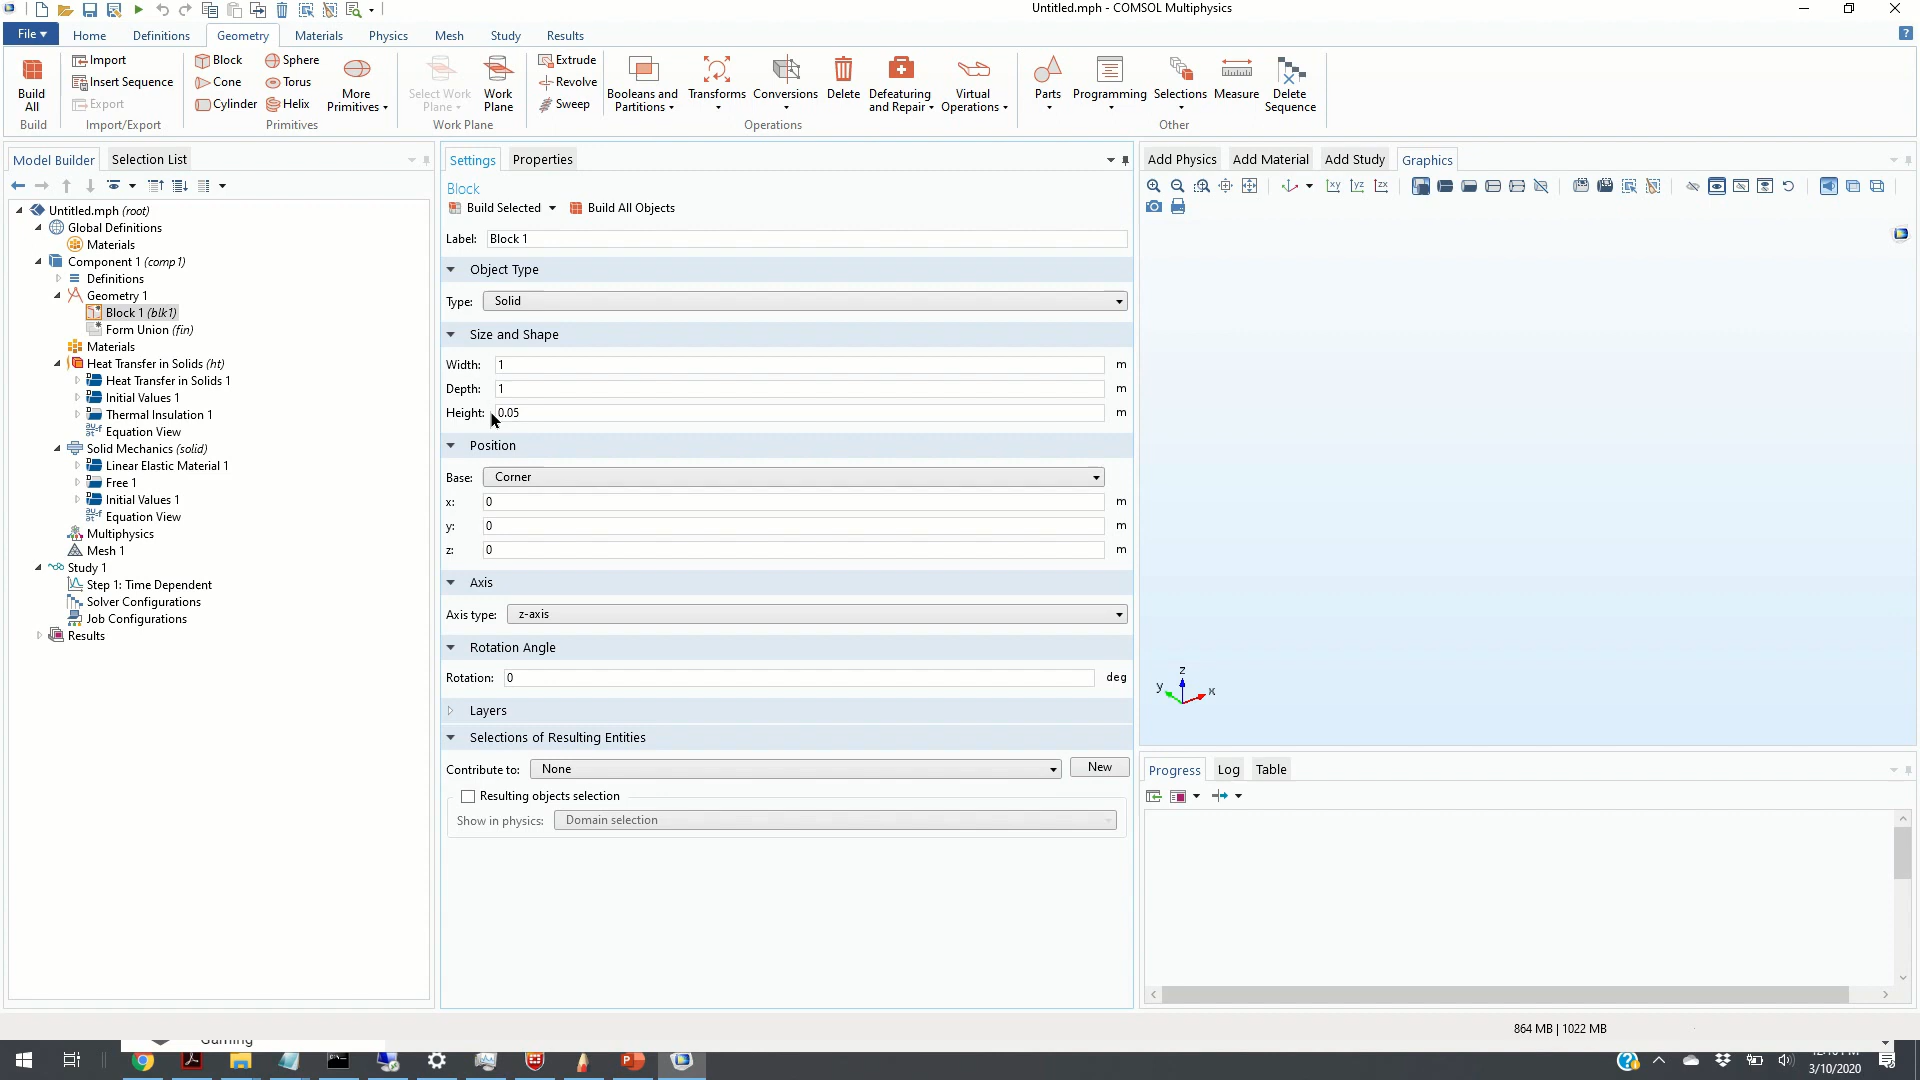 Untitled.mph - COMSOL Multiphysics
File Home Definitions Geometry Materials Physics Mesh Study Results
Build All
Build
Import
Insert Sequence
Export
Import/Export
Block Sphere
Cone Torus
Cylinder Helix
More Primitives
Primitives
Select Work Plane
Work Plane
Work Plane
Extrude
Revolve
Sweep
Booleans and Partitions
Transforms
Conversions
Delete
Defeaturing and Repair
Virtual Operations
Operations
Parts
Programming
Selections
Measure
Delete Sequence
Other
Model Builder Selection List
Untitled.mph (root)
Global Definitions
Materials
Component 1 (comp1)
Definitions
Geometry 1
Block 1 (blk1)
Form Union (fin)
Materials
Heat Transfer in Solids (ht)
Heat Transfer in Solids 1
Initial Values 1
Thermal Insulation 1
Equation View
Solid Mechanics (solid)
Linear Elastic Material 1
Free 1
Initial Values 1
Equation View
Multiphysics
Mesh 1
Study 1
Step 1: Time Dependent
Solver Configurations
Job Configurations
Results
Settings Properties
Block
Build Selected Build All Objects
Label: Block 1
Object Type
Type: Solid
Size and Shape
Width: 1 m
Depth: 1 m
Height: 0.05 m
Position
Base: Corner
x: 0 m
y: 0 m
z: 0 m
Axis
Axis type: z-axis
Rotation Angle
Rotation: 0 deg
Layers
Selections of Resulting Entities
Contribute to: None New
Resulting objects selection
Show in physics: Domain selection
Add Physics Add Material Add Study Graphics
xy yz zx
z
y x
Progress Log Table
864 MB | 1022 MB
Gaming
3/10/2020